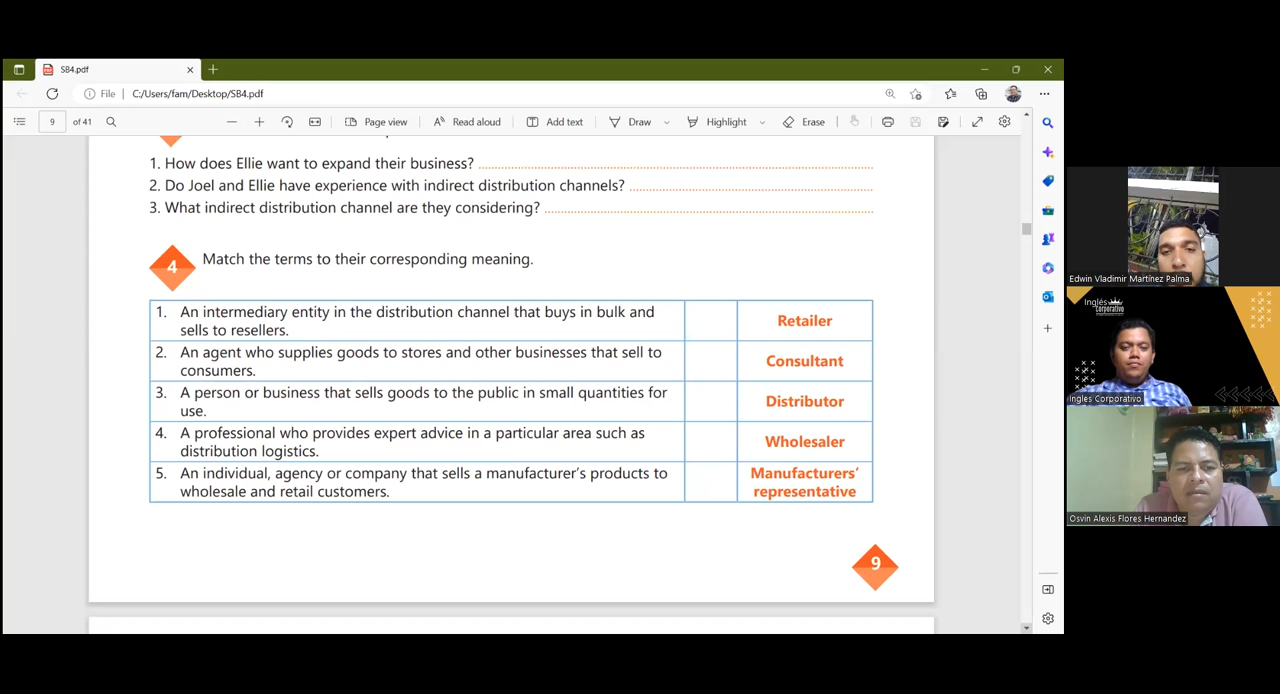 SB4.pdf
File
C:/Users/fam/Desktop/SB4.pdf
9
of 41
Page view
Read aloud
Add text
Draw
Highlight
Erase
1. How does Ellie want to expand their business?
2. Do Joel and Ellie have experience with indirect distribution channels?
3. What indirect distribution channel are they considering?
4
Match the terms to their corresponding meaning.
1. An intermediary entity in the distribution channel that buys in bulk and
sells to resellers.
Retailer
2. An agent who supplies goods to stores and other businesses that sell to
consumers.
Consultant
3. A person or business that sells goods to the public in small quantities for
use.
Distributor
4. A professional who provides expert advice in a particular area such as
distribution logistics.
Wholesaler
5. An individual, agency or company that sells a manufacturer's products to
wholesale and retail customers.
Manufacturers'
representative
9
Edwin Vladimir Martínez Palma
Inglés
corporativo
Ingles Corporativo
Osvin Alexis Flores Hernandez